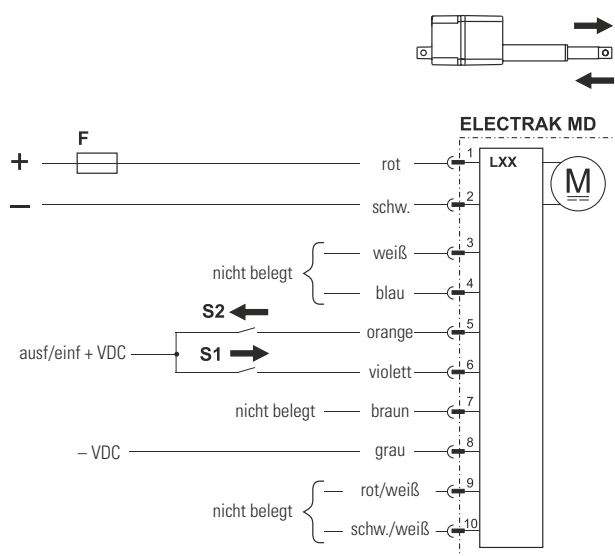 ELECTRAK MD
F
+ rot 1 LXX M
– schw. 2
weiß 3
nicht belegt
blau 4
S2
orange 5
ausf/einf + VDC
S1
violett 6
nicht belegt braun 7
– VDC grau 8
rot/weiß 9
nicht belegt
schw./weiß 10